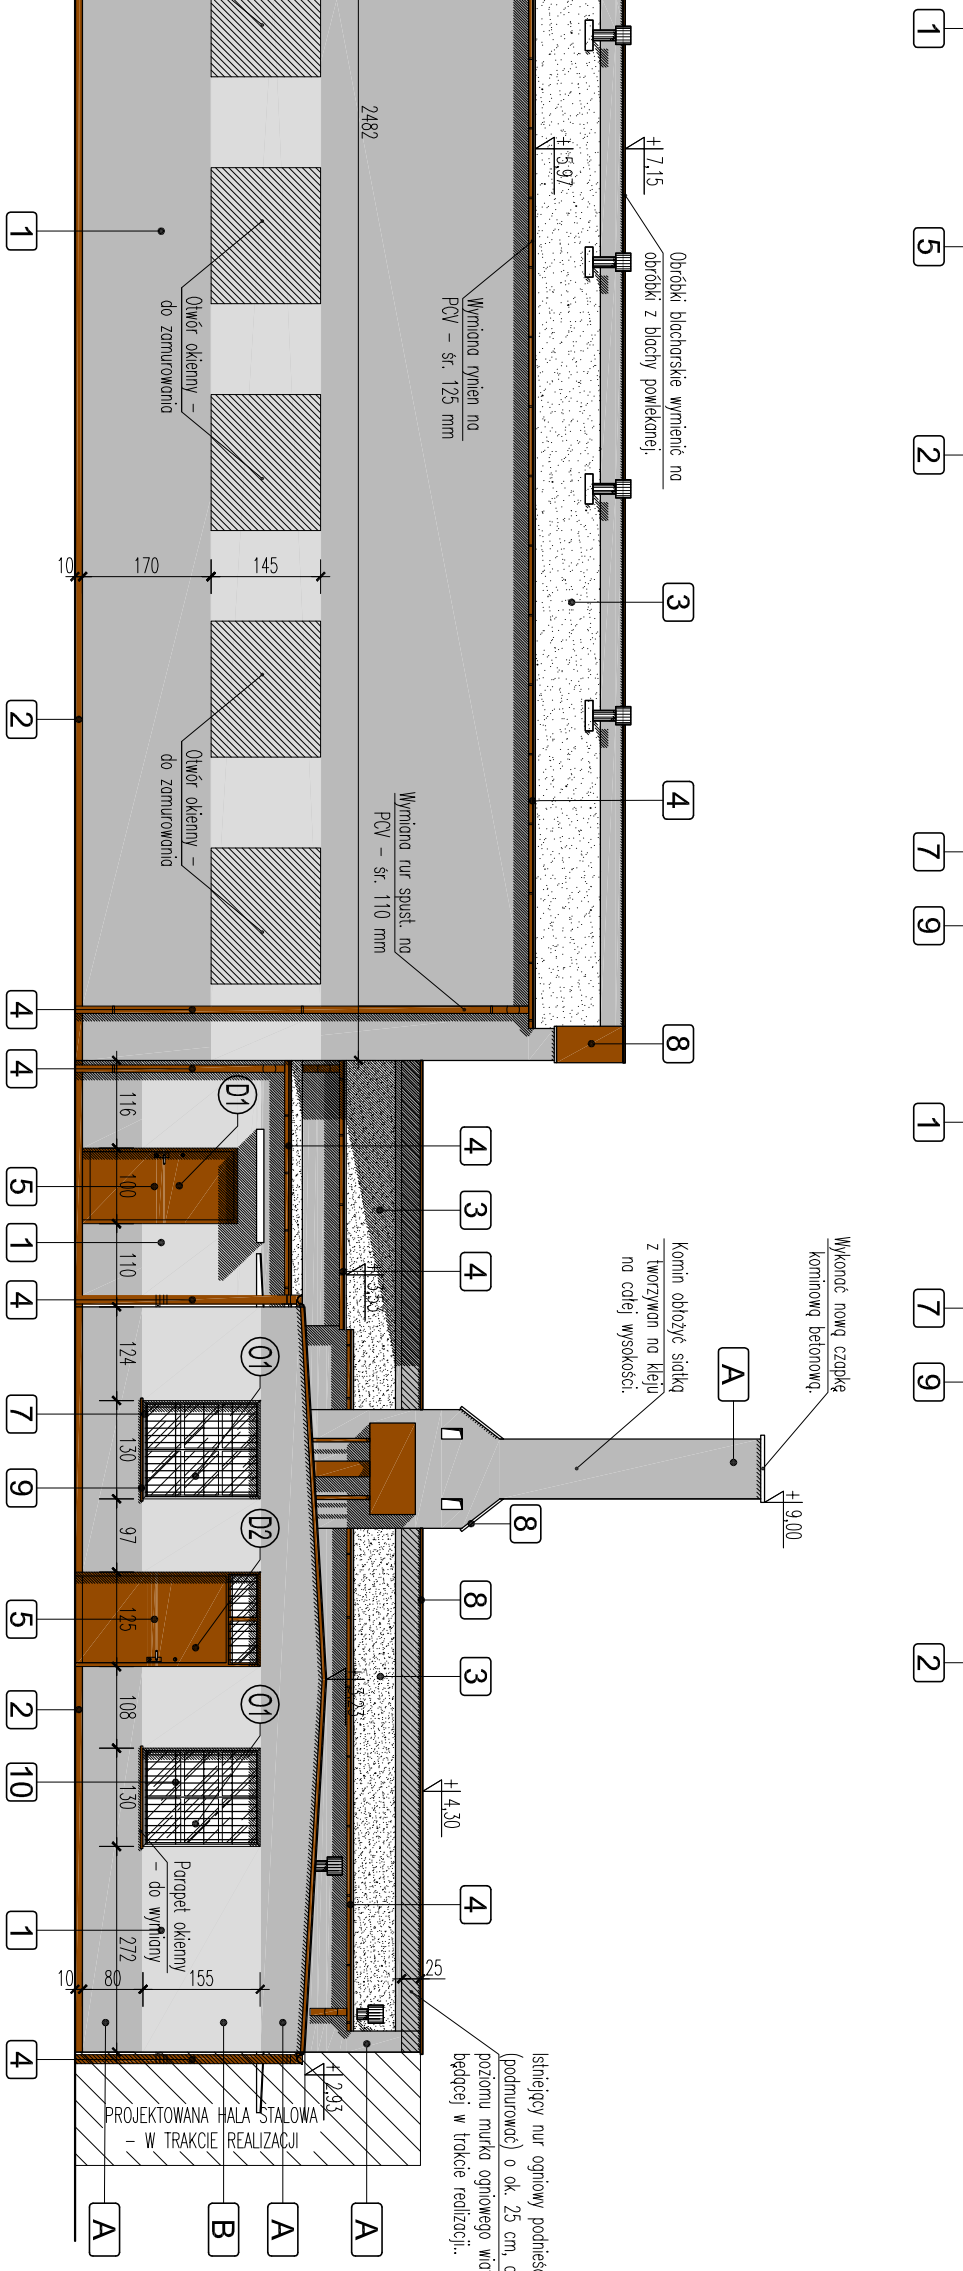 1
5
2
7
9
1
7
9
2
+7,15
+5,97
2482
Obróbki blacharskie wymienić na
obróbki z blachy powlekanej.
Wymiana rynien na
PCV - śr. 125 mm
1
Otwór okienny -
do zamurowania
10
170
145
3
2
Otwór okienny -
do zamurowania
4
Wymiana rur spust. na
PCV - śr. 110 mm
4
8
4
116
D1
4
100
5
3
1
110
4
4
124
O1
Komin obłożyć siatką
z tworzywan na kleju
na całej wysokości.
Wykonać nową czapkę
kominową betonową.
A
+9,00
7
130
9
97
D2
8
8
5
125
3
2
108
O1
10
130
+4,30
Parapet okienny
- do wymiany
4
1
272
10
80
155
25
A
B
A
A
4
+2,93
PROJEKTOWANA HALA STALOWA
- W TRAKCIE REALIZACJI
Istniejący nur ogniowy podnieść
(podmurować) o ok. 25 cm,
poziomu murka ogniowego
będącej w trakcie realizacji..
A
B
A
A